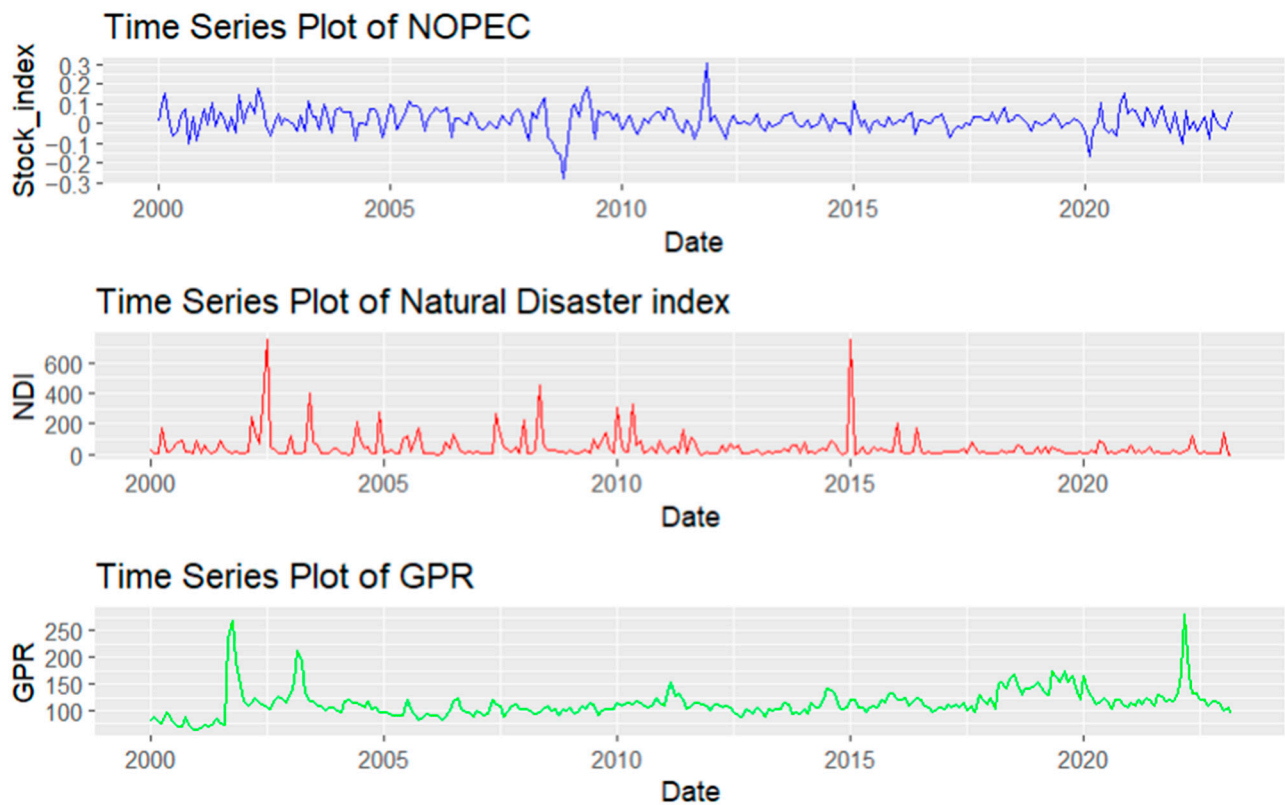 Time Series Plot of NOPEC
Stock_index
0.3
0.2
0.1
0
−0.1
−0.2
−0.3
2000 2005 2010 2015 2020
Date
Time Series Plot of Natural Disaster index
NDI
600
400
200
0
2000 2005 2010 2015 2020
Date
Time Series Plot of GPR
GPR
250
200
150
100
2000 2005 2010 2015 2020
Date